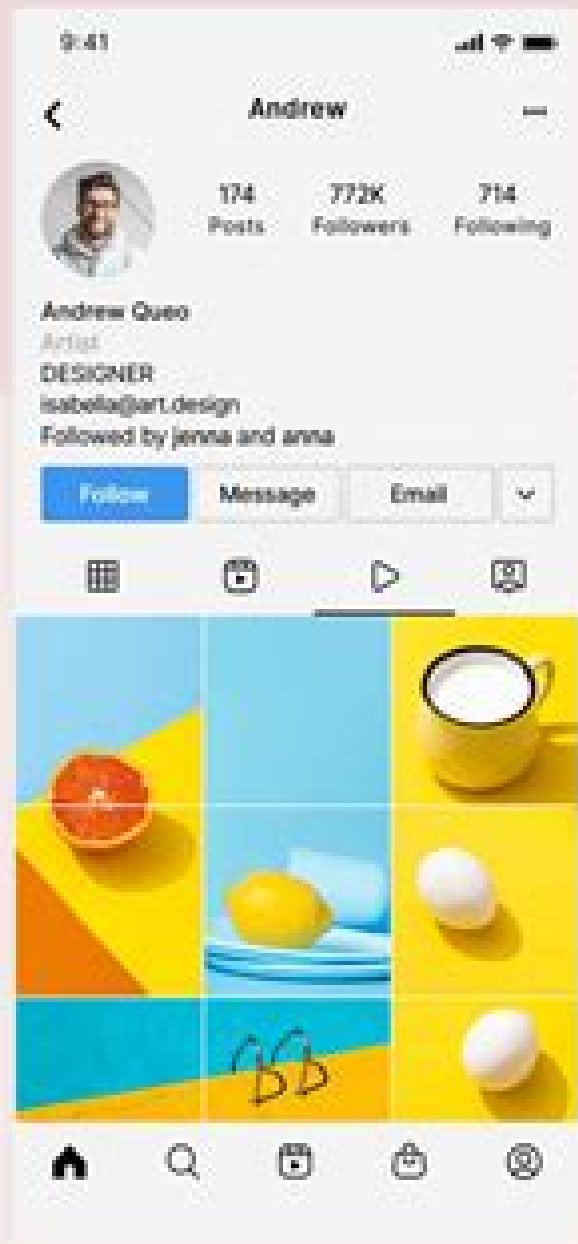 9:41
Andrew
174 772K 714
Posts Followers Following
Andrew Queo
Artist
DESIGNER
isabella@art.design
Followed by jenna and anna
Follow Message Email